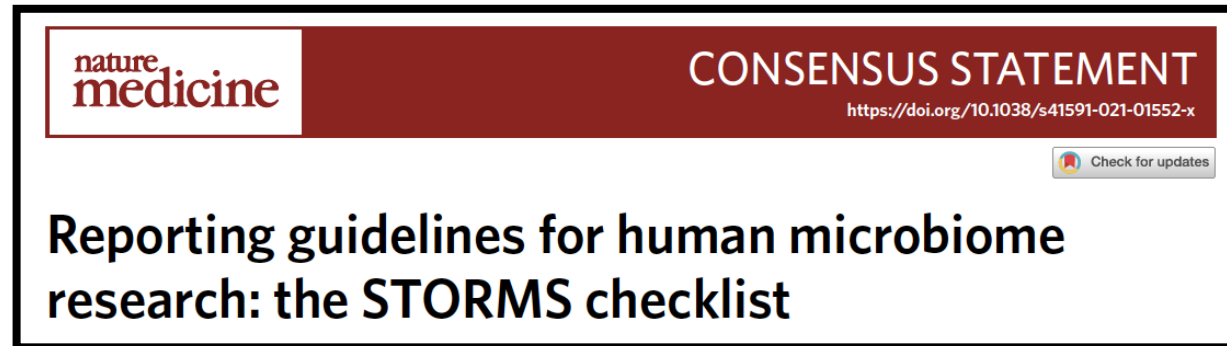 nature
medicine
CONSENSUS STATEMENT
https://doi.org/10.1038/s41591-021-01552-x
Check for updates
Reporting guidelines for human microbiome
research: the STORMS checklist